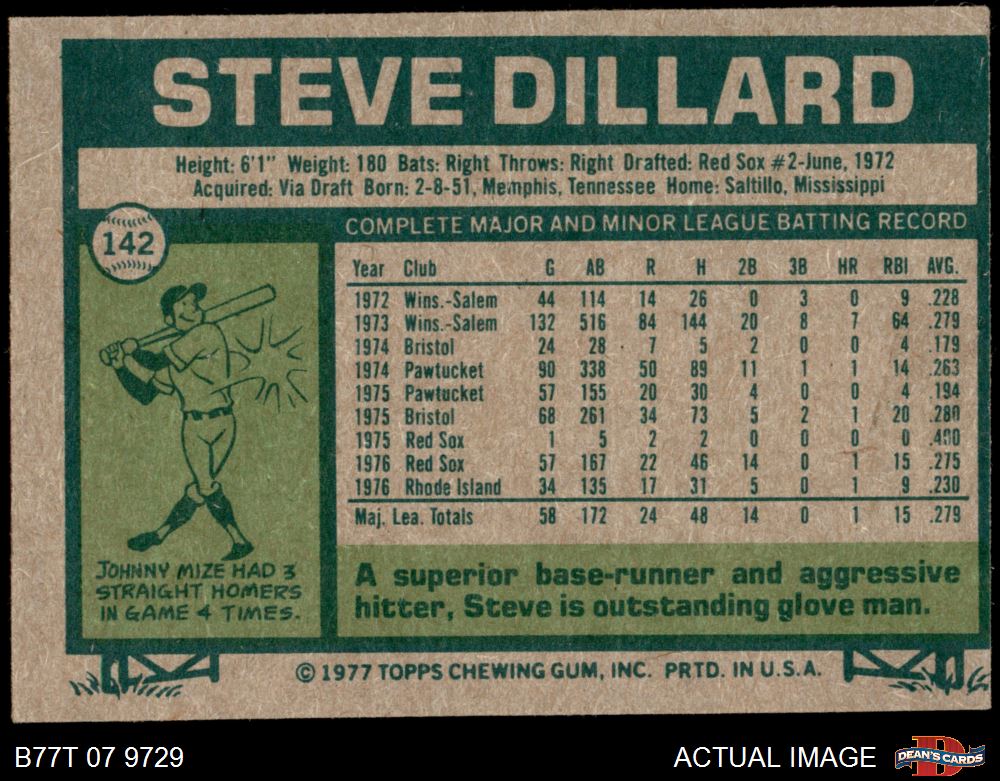 STEVE DILLARD
Height: 6'1" Weight: 180 Bats: Right Throws: Right Drafted: Red Sox #2-June, 1972
Acquired: Via Draft Born: 2-8-51, Memphis, Tennessee Home: Saltillo, Mississippi
142
COMPLETE MAJOR AND MINOR LEAGUE BATTING RECORD
Year Club G AB R H 2B 3B HR RBI AVG.
1972 Wins.-Salem 44 114 14 26 0 3 0 9 .228
1973 Wins.-Salem 132 516 84 144 20 8 7 64 .279
1974 Bristol 24 28 7 5 2 0 0 4 .179
1974 Pawtucket 90 338 50 89 11 1 1 14 .263
1975 Pawtucket 57 155 20 30 4 0 0 4 .194
1975 Bristol 68 261 34 73 5 2 1 20 .280
1975 Red Sox 1 5 2 2 0 0 0 0 .400
1976 Red Sox 57 167 22 46 14 0 1 15 .275
1976 Rhode Island 34 135 17 31 5 0 1 9 .230
Maj. Lea. Totals 58 172 24 48 14 0 1 15 .279
JOHNNY MIZE HAD 3
STRAIGHT HOMERS
IN GAME 4 TIMES.
A superior base-runner and aggressive
hitter, Steve is outstanding glove man.
© 1977 TOPPS CHEWING GUM, INC. PRTD. IN U.S.A.
B77T 07 9729
ACTUAL IMAGE
D
DEAN'S CARDS